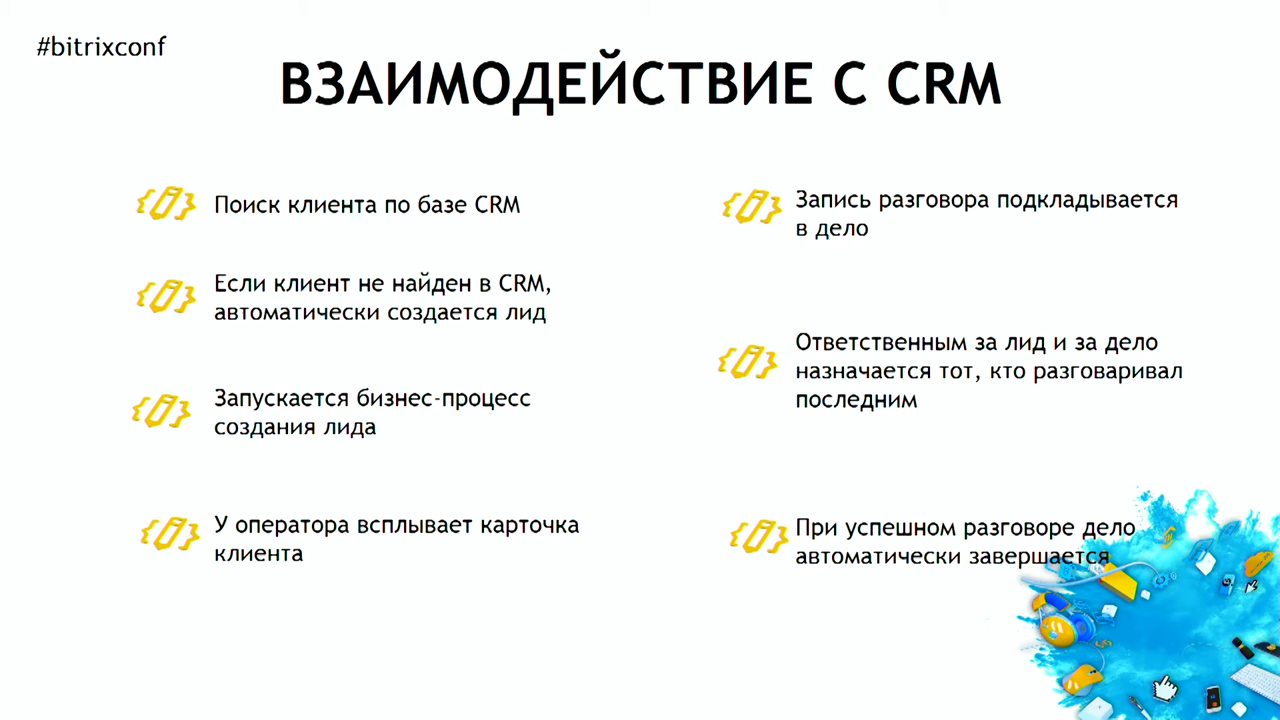 #bitrixconf
ВЗАИМОДЕЙСТВИЕ С CRM
Поиск клиента по базе CRM
Если клиент не найден в CRM,
автоматически создается лид
Запускается бизнес-процесс
создания лида
У оператора всплывает карточка
клиента
Запись разговора подкладывается
в дело
Ответственным за лид и за дело
назначается тот, кто разговаривал
последним
При успешном разговоре дело
автоматически завершается